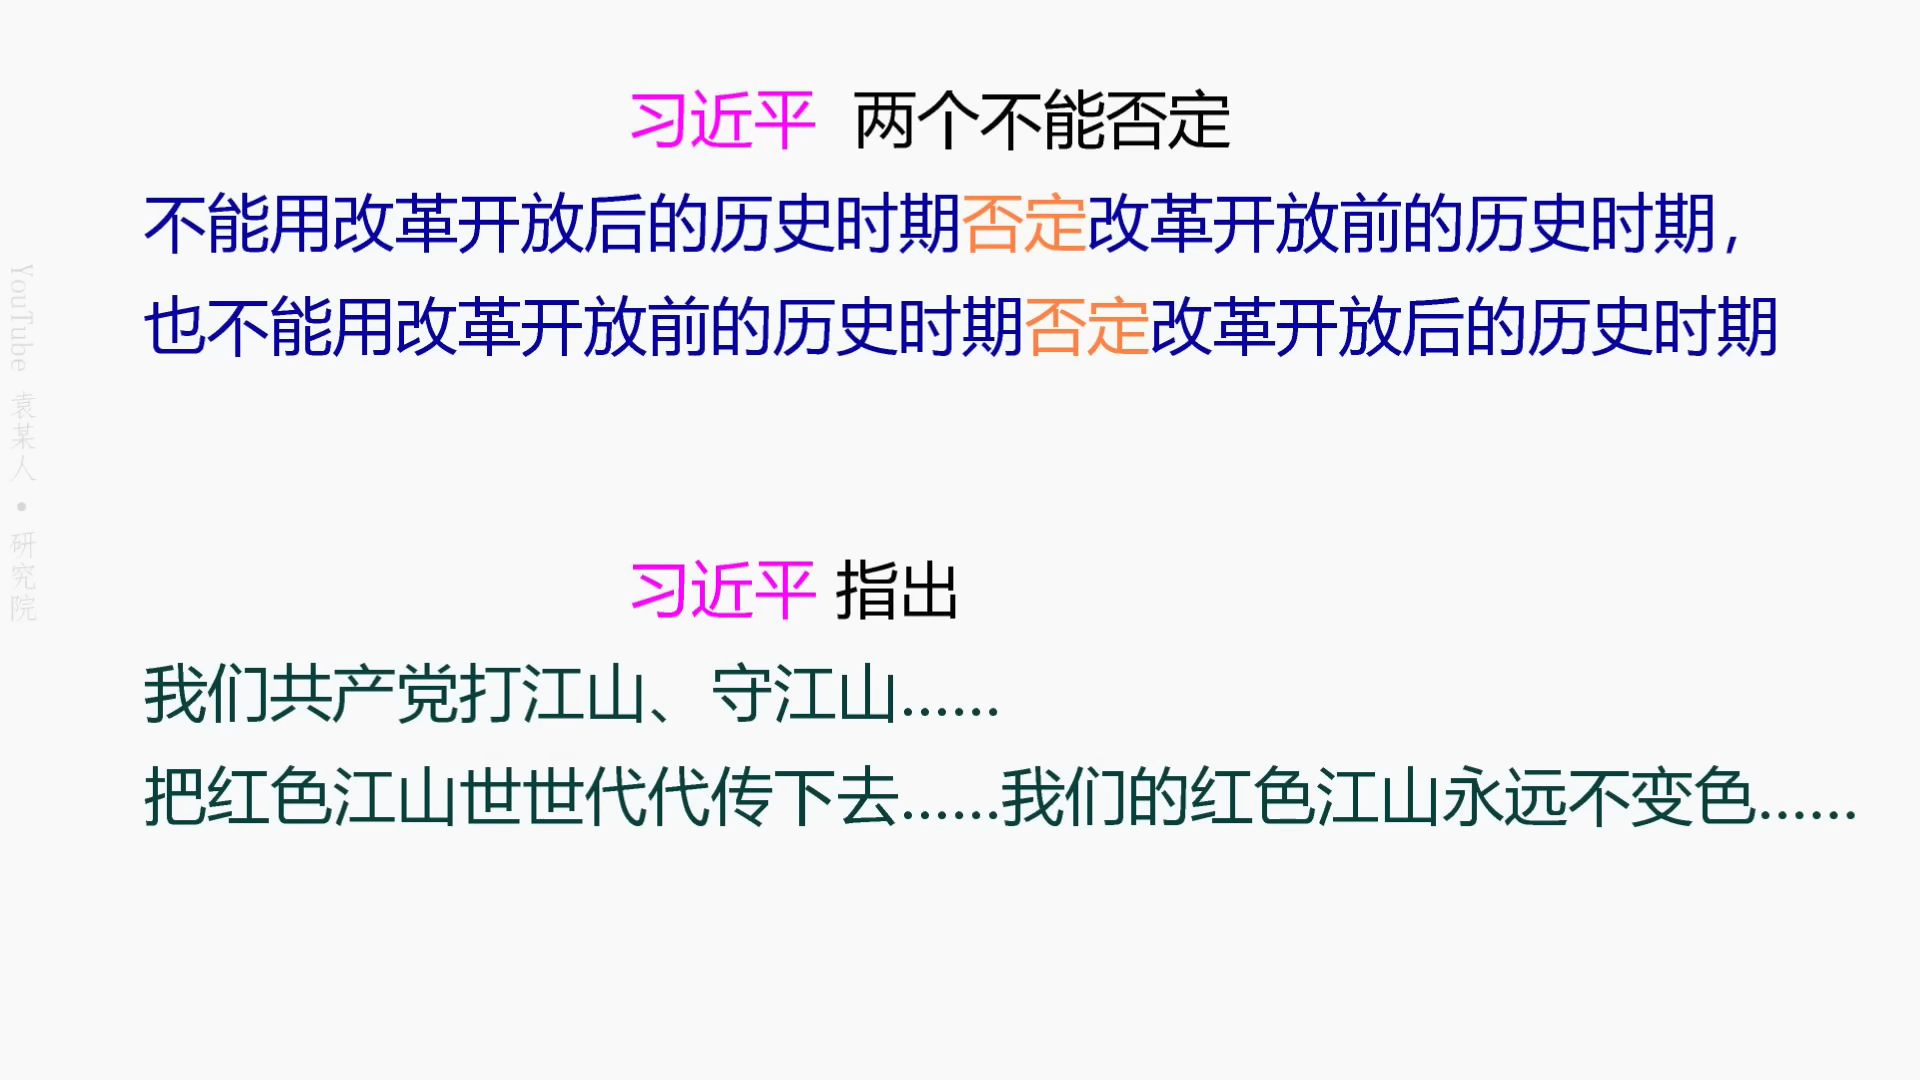 习近平 两个不能否定
不能用改革开放后的历史时期否定改革开放前的历史时期，
也不能用改革开放前的历史时期否定改革开放后的历史时期
习近平 指出
我们共产党打江山、守江山......
把红色江山世世代代传下去......我们的红色江山永远不变色......
YouTube 袁某人·研究院